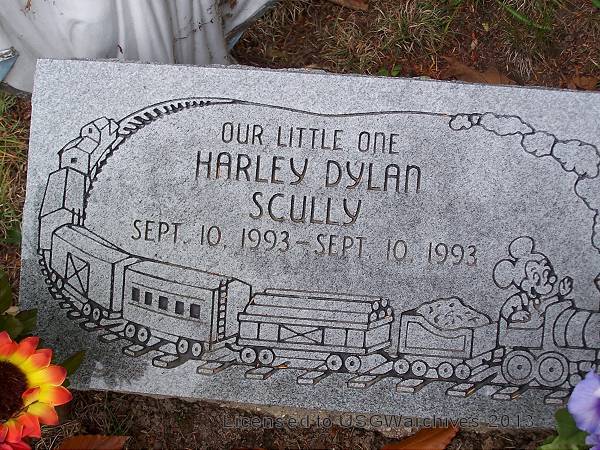 OUR LITTLE ONE
HARLEY DYLAN
SCULLY
SEPT. 10, 1993 - SEPT. 10, 1993
Licensed to USGWarchives 2013